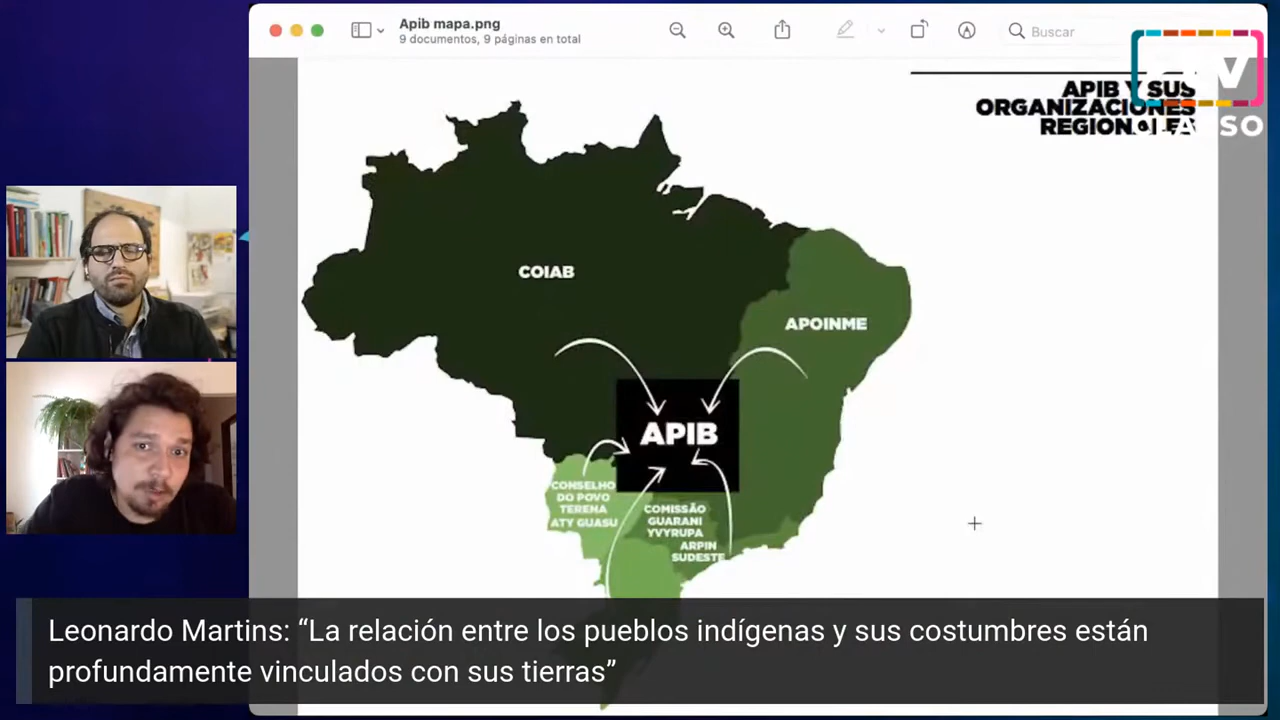 Apib mapa.png
9 documentos, 9 páginas en total
Buscar
APIB Y SUS
ORGANIZACIONES
REGIONALES
COIAB
APOINME
APIB
CONSELHO
DO POVO
TERENA
ATY GUASU
COMISSÃO
GUARANI
YVYRUPA
ARPIN
SUDESTE
Leonardo Martins: “La relación entre los pueblos indígenas y sus costumbres están
profundamente vinculados con sus tierras”